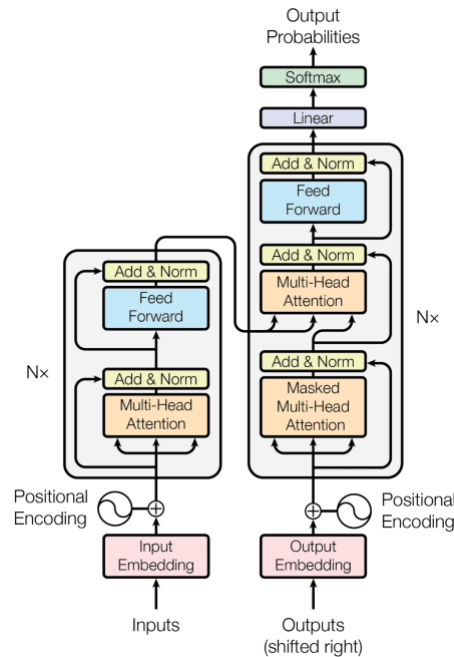 Output
Probabilities
Softmax
Linear
Add & Norm
Feed
Forward
Add & Norm
Multi-Head
Attention
Nx
Add & Norm
Masked
Multi-Head
Attention
Positional
Encoding
Output
Embedding
Outputs
(shifted right)
Add & Norm
Feed
Forward
Nx
Add & Norm
Multi-Head
Attention
Positional
Encoding
Input
Embedding
Inputs